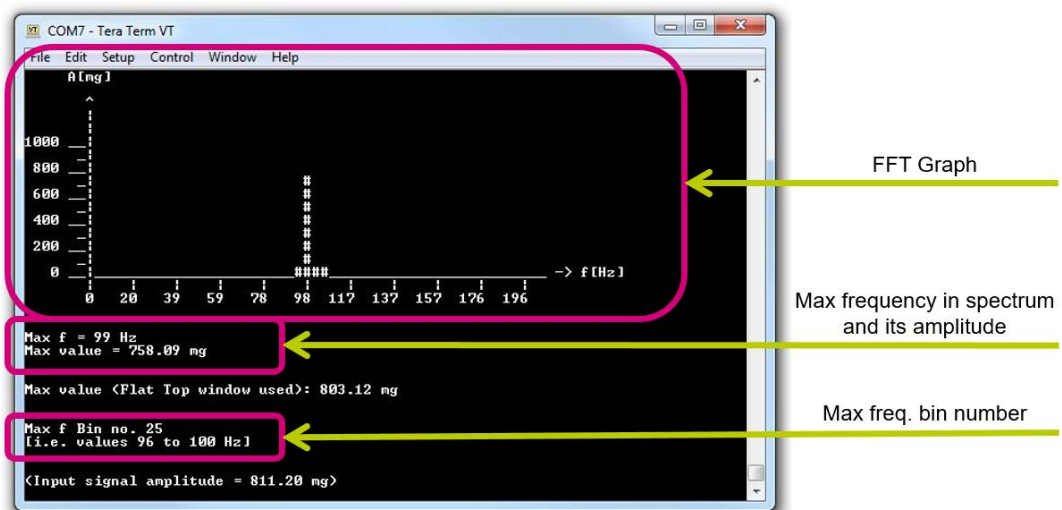 COM7 - Tera Term VT
File Edit Setup Control Window Help
A[mg]
^
1000
800
600
400
200
0
#
#
#
#
#
#
#
####
-> f[Hz]
0 20 39 59 78 98 117 137 157 176 196
Max f = 99 Hz
Max value = 758.09 mg
Max value (Flat Top window used): 803.12 mg
Max f Bin no. 25
[i.e. values 96 to 100 Hz]
(Input signal amplitude = 811.20 mg)
FFT Graph
Max frequency in spectrum
and its amplitude
Max freq. bin number